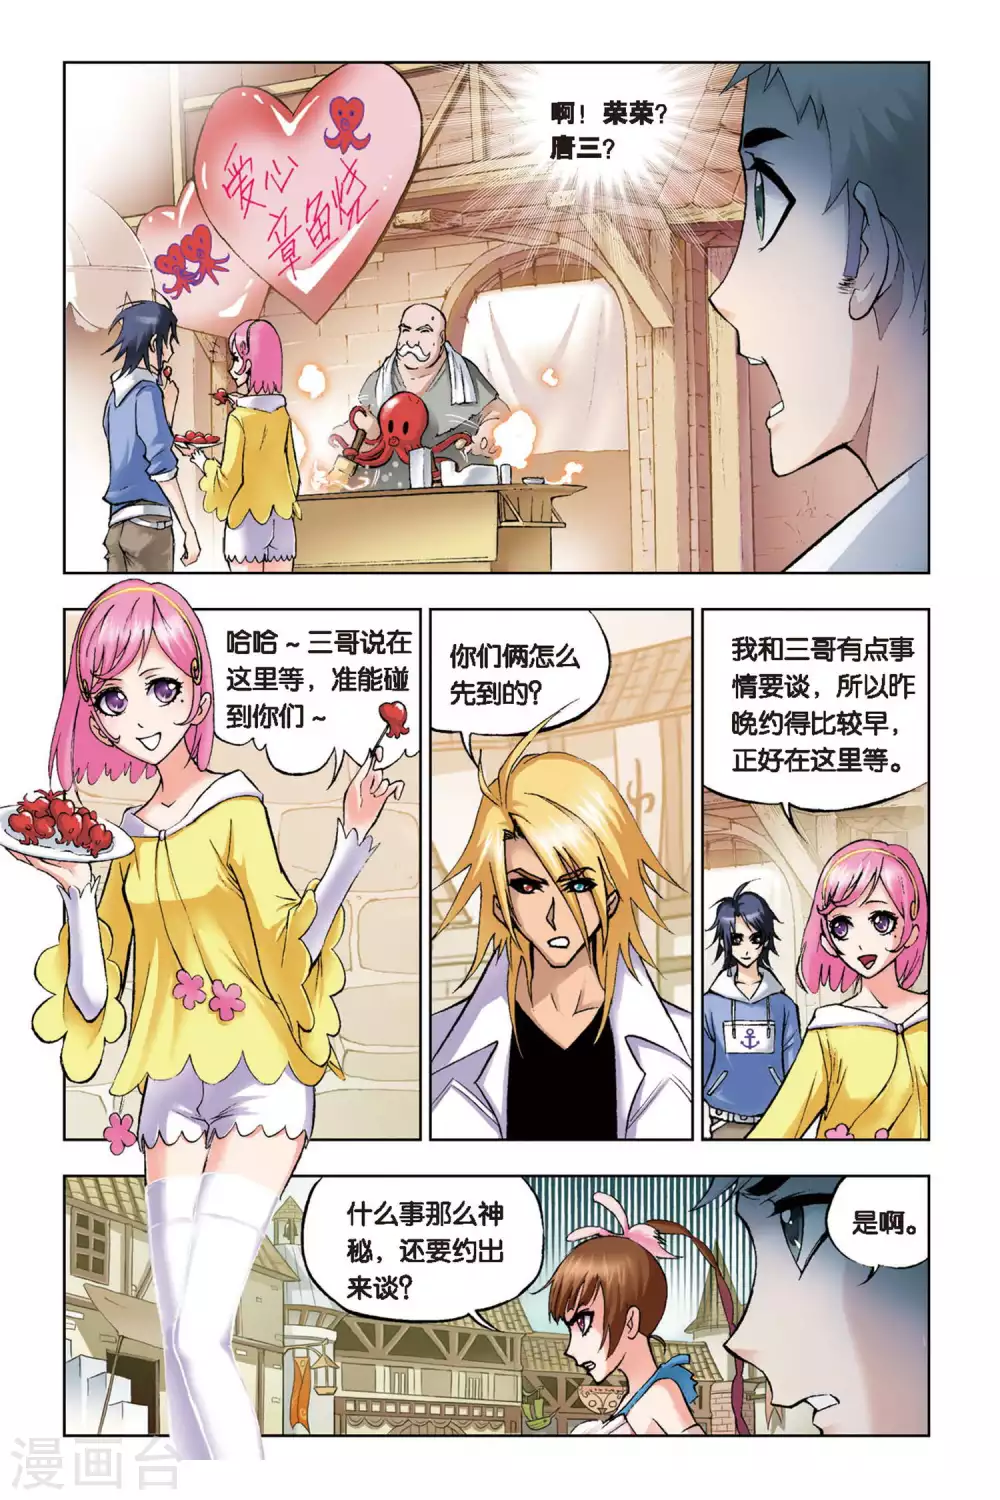 爱心
章鱼烧
啊！荣荣？
唐三？
哈哈~三哥说在
这里等，准能碰
到你们~
你们俩怎么
先到的？
我和三哥有点事
情要谈，所以昨
晚约得比较早，
正好在这里等。
什么事那么神
秘，还要约出
来谈？
是啊。
漫画台